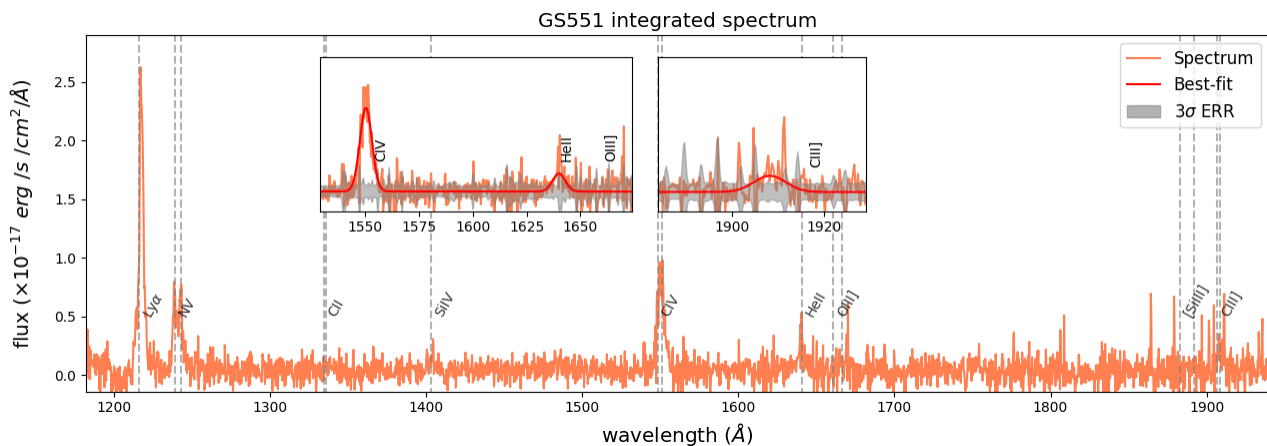 GS551 integrated spectrum
flux (×10⁻¹⁷ erg /s /cm²/Å)
2.5
2.0
1.5
1.0
0.5
0.0
Spectrum
Best-fit
3σ ERR
CIV
HeII
OIII]
1550 1575 1600 1625 1650
CIII]
1900 1920
Lyα
NV
CII
SiIV
CIV
HeII
OIII]
[SiIII]
CIII]
1200 1300 1400 1500 1600 1700 1800 1900
wavelength (Å)